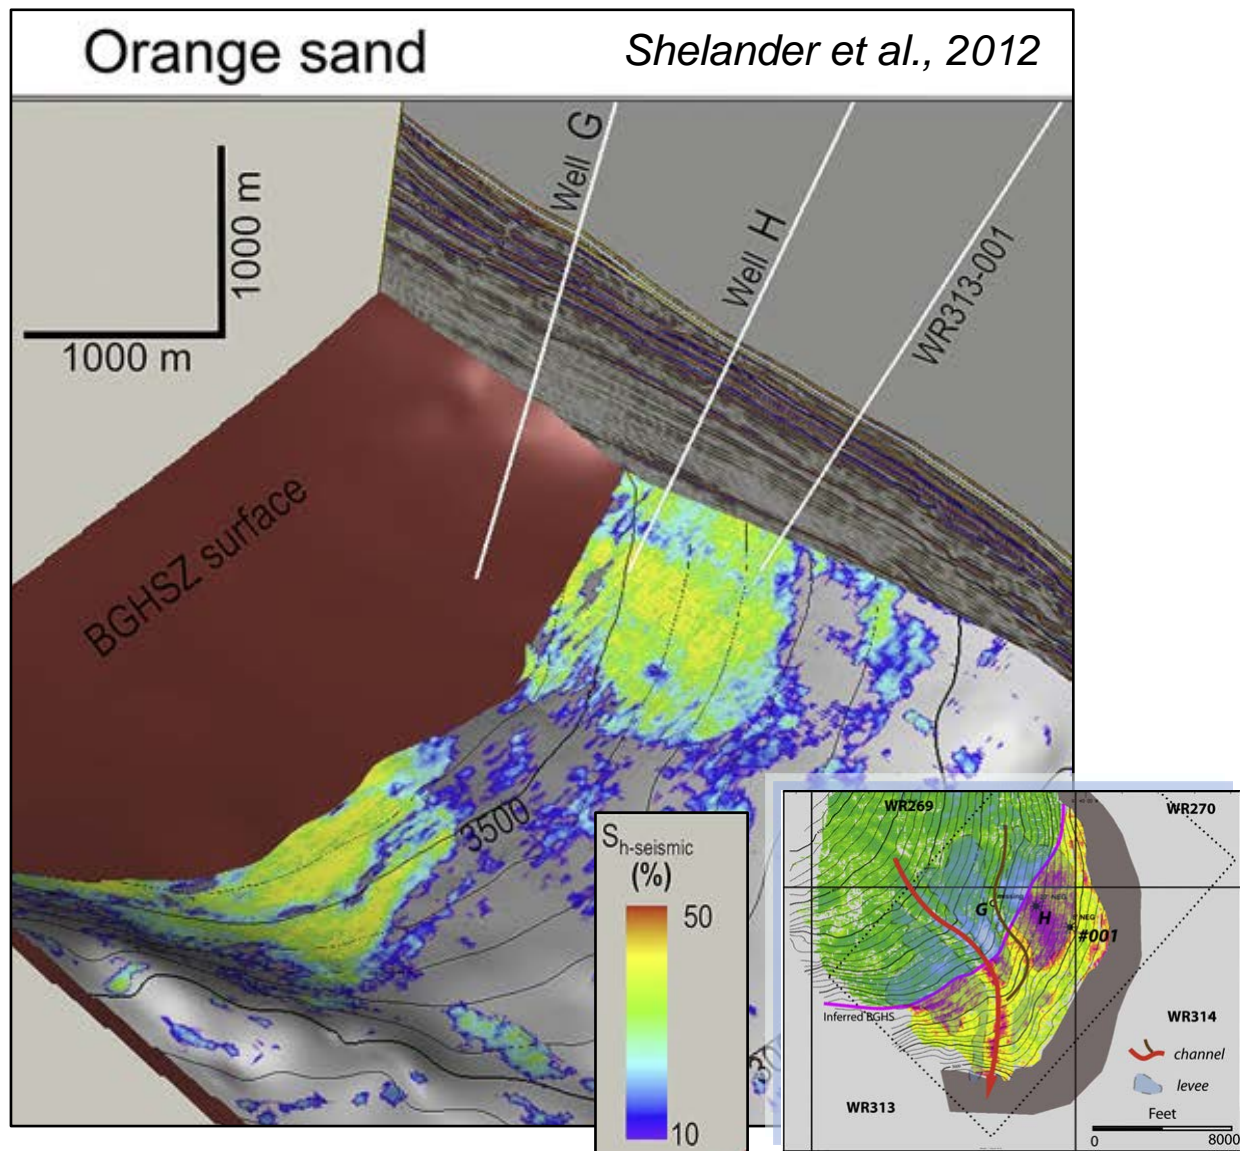 Orange sand
Shelander et al., 2012
1000 m
1000 m
Well G
Well H
WR313-001
BGHSZ surface
3500
S h-seismic
(%)
50
10
WR269
WR270
G
H
NEG
#001
Inferred BGHS
WR314
channel
levee
WR313
Feet
0 8000